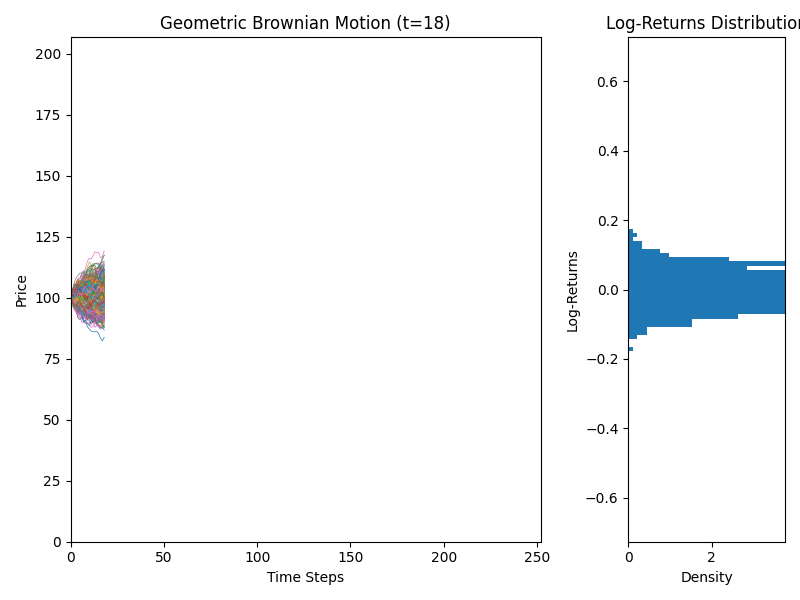 Geometric Brownian Motion (t=18)
Log-Returns Distribution
200
175
150
125
100
75
50
25
0
Price
0 50 100 150 200 250
Time Steps
0.6
0.4
0.2
0.0
−0.2
−0.4
−0.6
Log-Returns
0 2
Density